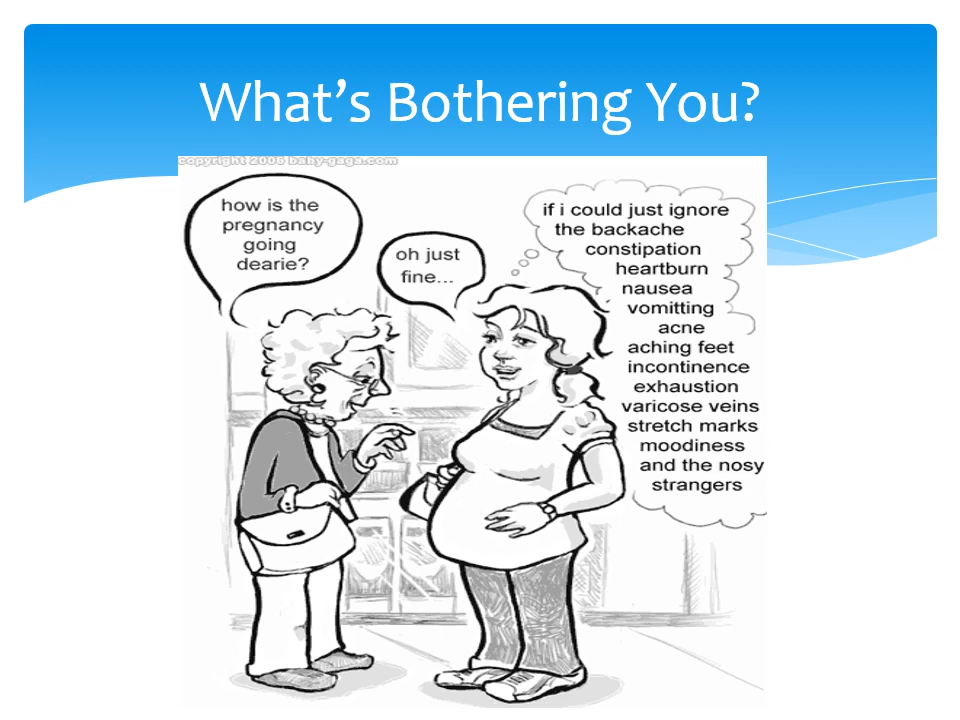 What’s Bothering You?
copyright 2008 baby-gaga.com
how is the
pregnancy
going
dearie?
oh just
fine...
if i could just ignore
the backache
constipation
heartburn
nausea
vomitting
acne
aching feet
incontinence
exhaustion
varicose veins
stretch marks
moodiness
and the nosy
strangers